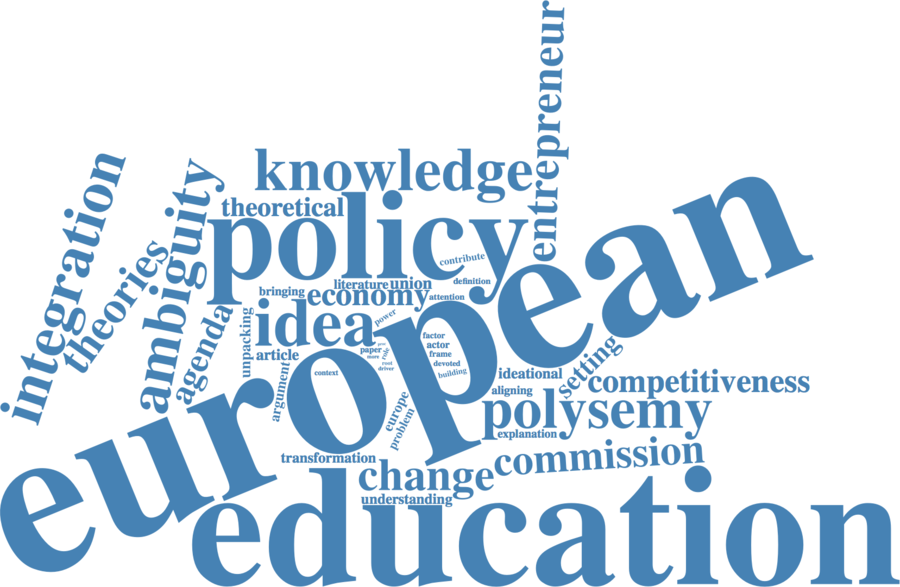 entrepreneur
knowledge
integration
ambiguity
theoretical
policy
theories
contribute
literature
union
definition
bringing
economy
attention
agenda
idea
power
unpacking
factor
actor
article
paper
more
role
frame
road
devoted
driver
building
context
european
ideational
setting
competitiveness
aligning
argument
europe
problem
polysemy
explanation
transformation
change
commission
understanding
education